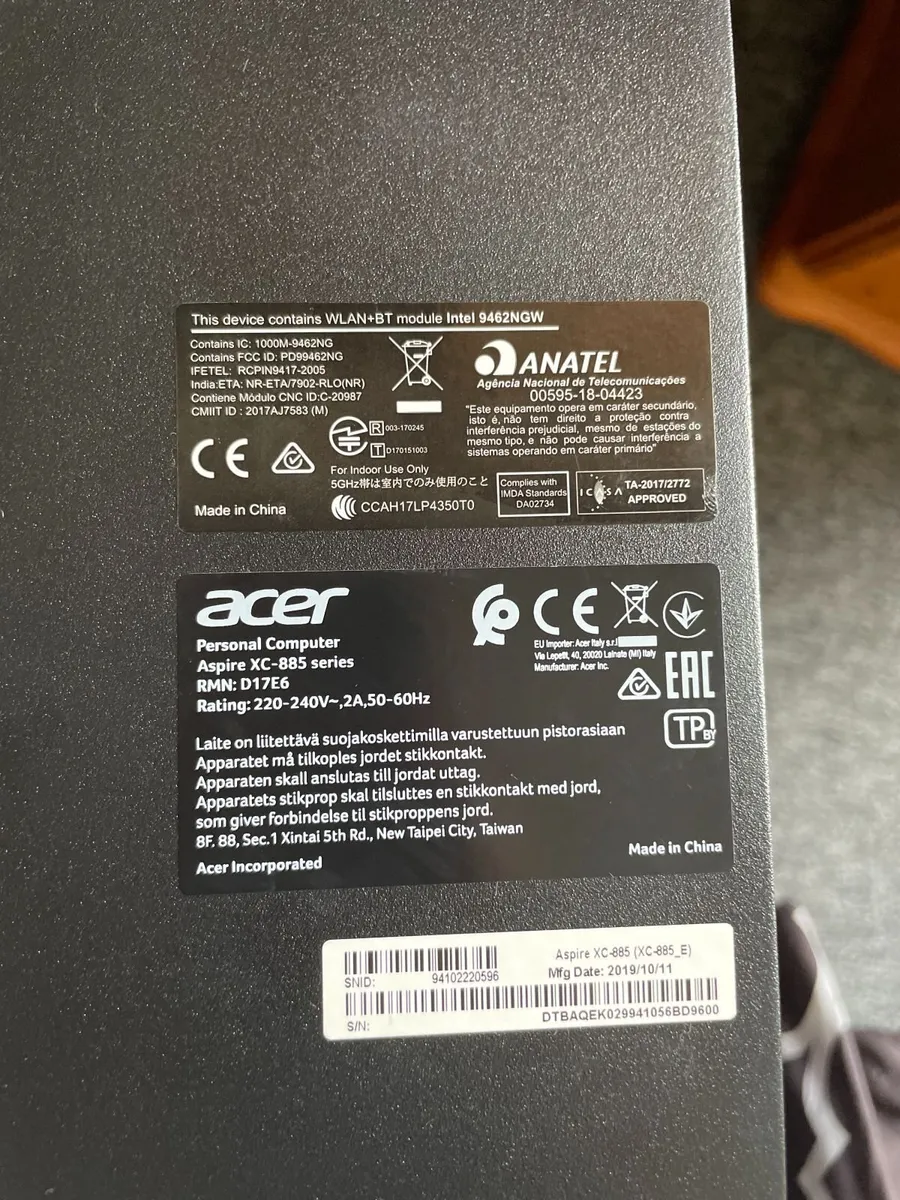 This device contains WLAN+BT module Intel 9462NGW
Contains IC: 1000M-9462NG
Contains FCC ID: PD99462NG
IFETEL: RCPIN9417-2005
India:ETA: NR-ETA/7902-RLO(NR)
Contiene Módulo CNC ID:C-20987
CMIIT ID : 2017AJ7583 (M)
ANATEL
Agência Nacional de Telecomunicações
00595-18-04423
"Este equipamento opera em caráter secundário,
isto é, não tem direito a proteção contra
interferência prejudicial, mesmo de estações do
mesmo tipo, e não pode causar interferência a
sistemas operando em caráter primário"
R 003-170245
T D170151003
CE
For Indoor Use Only
5GHz帯は室内でのみ使用のこと
CCAH17LP4350T0
Complies with
IMDA Standards
DA02734
ICASA
TA-2017/2772
APPROVED
Made in China
acer
Personal Computer
Aspire XC-885 series
RMN: D17E6
Rating: 220-240V~,2A,50-60Hz
CE
EU Importer: Acer Italy s.r.l
Via Lepetit, 40, 20020 Lainate (MI) Italy
Manufacturer: Acer Inc.
EAC
TP BY
Laite on liitettävä suojakoskettimilla varustettuun pistorasiaan
Apparatet må tilkoples jordet stikkontakt.
Apparaten skall anslutas till jordat uttag.
Apparatets stikprop skal tilsluttes en stikkontakt med jord,
som giver forbindelse til stikproppens jord.
8F. 88, Sec.1 Xintai 5th Rd., New Taipei City, Taiwan
Acer Incorporated
Made in China
SNID: 94102220596
Aspire XC-885 (XC-885_E)
Mfg Date: 2019/10/11
S/N: DTBAQEK029941056BD9600